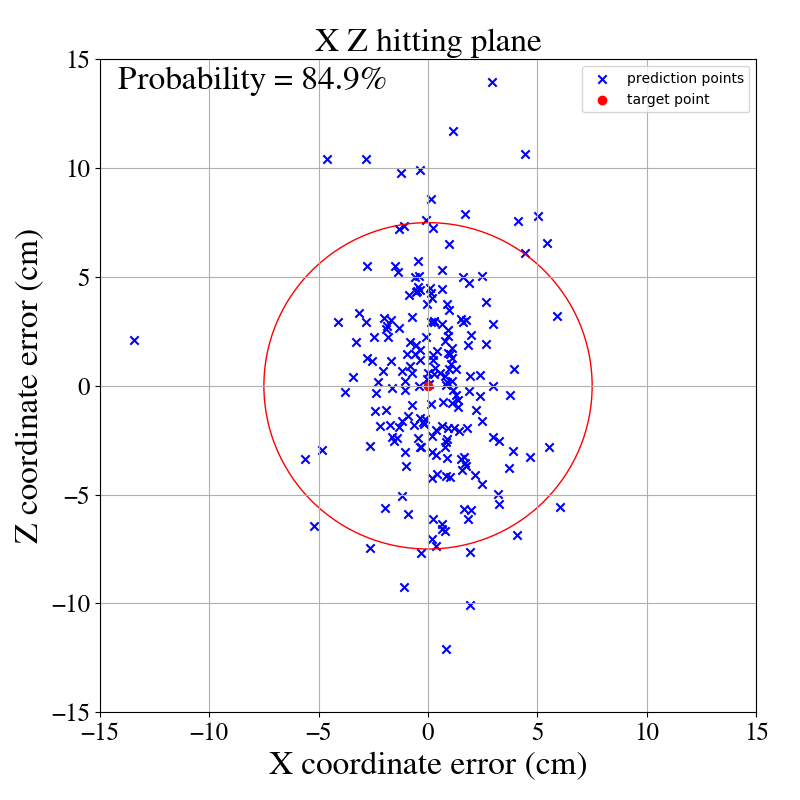 X Z hitting plane
Probability = 84.9%
prediction points
target point
15
10
5
0
−5
−10
−15
Z coordinate error (cm)
−15 −10 −5 0 5 10 15
X coordinate error (cm)